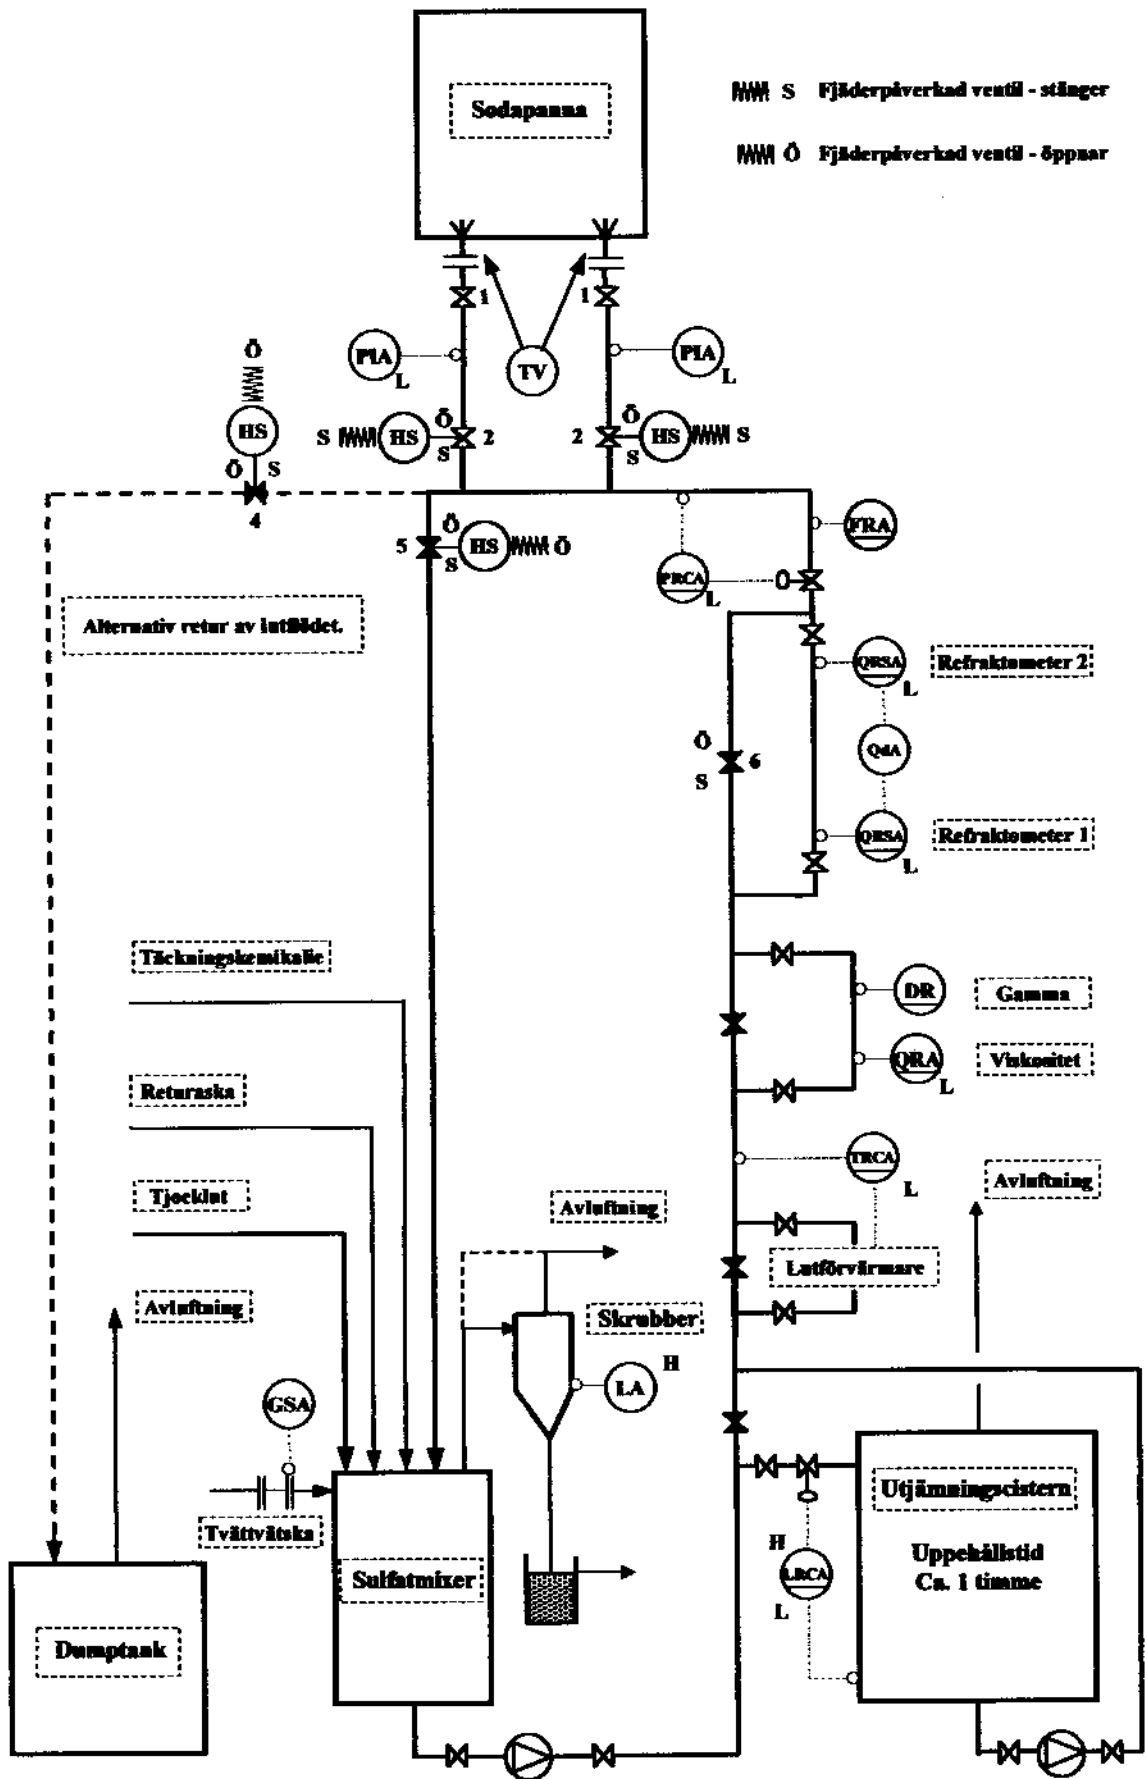 Sodapanna
S Fjäderpåverkad ventil - stänger
Ö Fjäderpåverkad ventil - öppnar
1
1
PIA
L
TV
PIA
L
Ö
HS
Ö S
4
S HS Ö
S
2
2 Ö
S
HS S
5 Ö
S
HS Ö
FRA
PRCA
L
Alternativ retur av lutflödet.
QRSA
L
Refraktometer 2
Ö
S
6
QdA
QRSA
L
Refraktometer 1
Täckningskemikalie
DR
Gamma
QRA
L
Viskositet
Returaska
TRCA
L
Tjocklut
Avluftning
Avluftning
Lutförvärmare
Avluftning
Skrubber
H
LA
GSA
Tvättvätska
Utjämningscistern
Uppehållstid
Ca. 1 timme
H
LRCA
L
Sulfatmixer
Dumptank